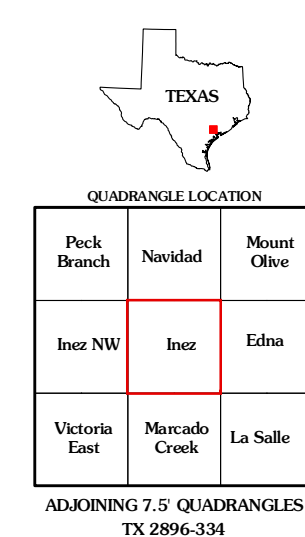 TEXAS
QUADRANGLE LOCATION
Peck
Branch
Navidad
Mount
Olive
Inez NW
Inez
Edna
Victoria
East
Marcado
Creek
La Salle
ADJOINING 7.5' QUADRANGLES
TX 2896-334